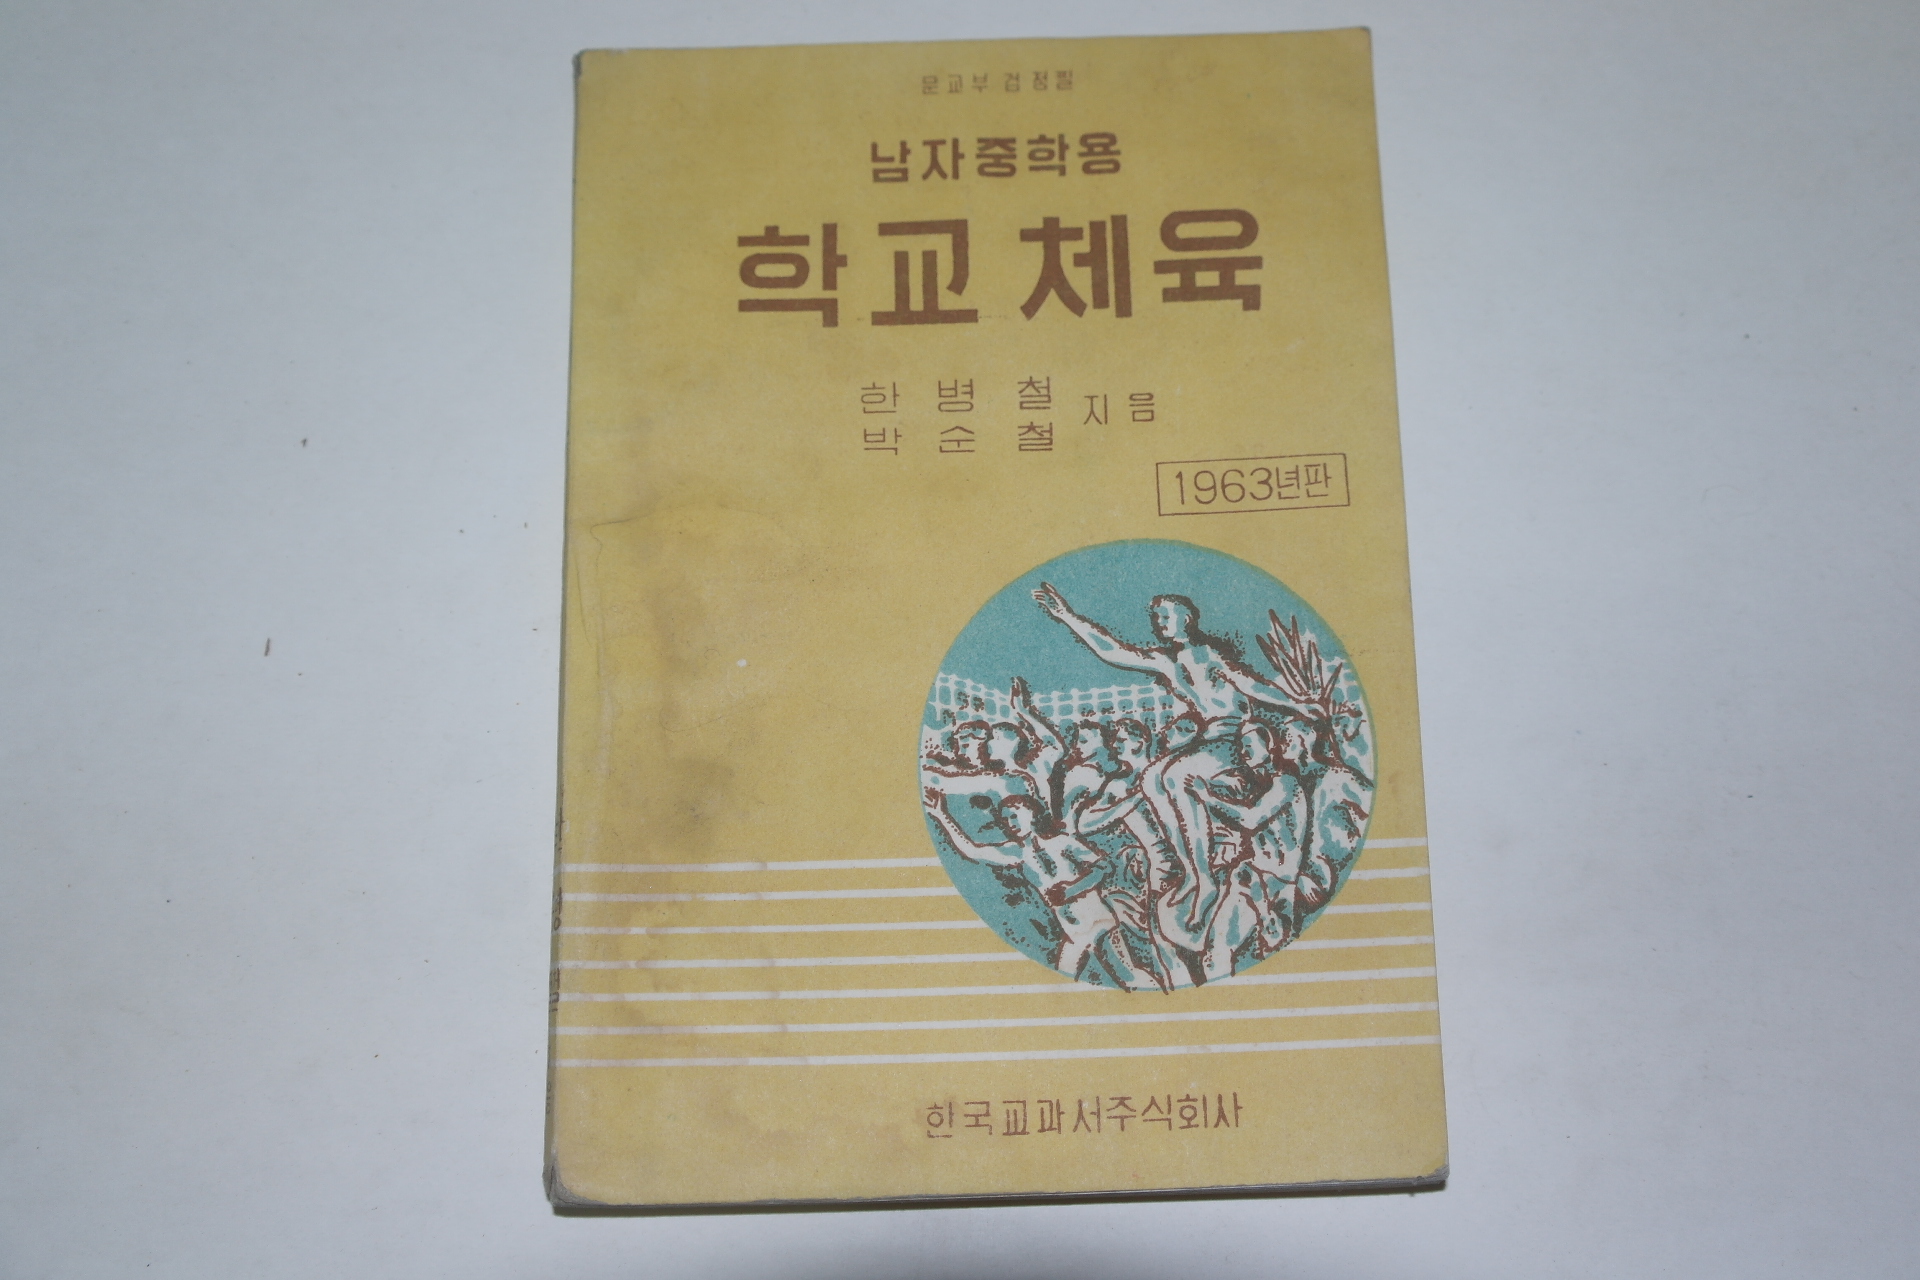 문교부 검정필
남자중학용
학교 체육
한병철
박순철 지음
1963년판
한국교과서주식회사